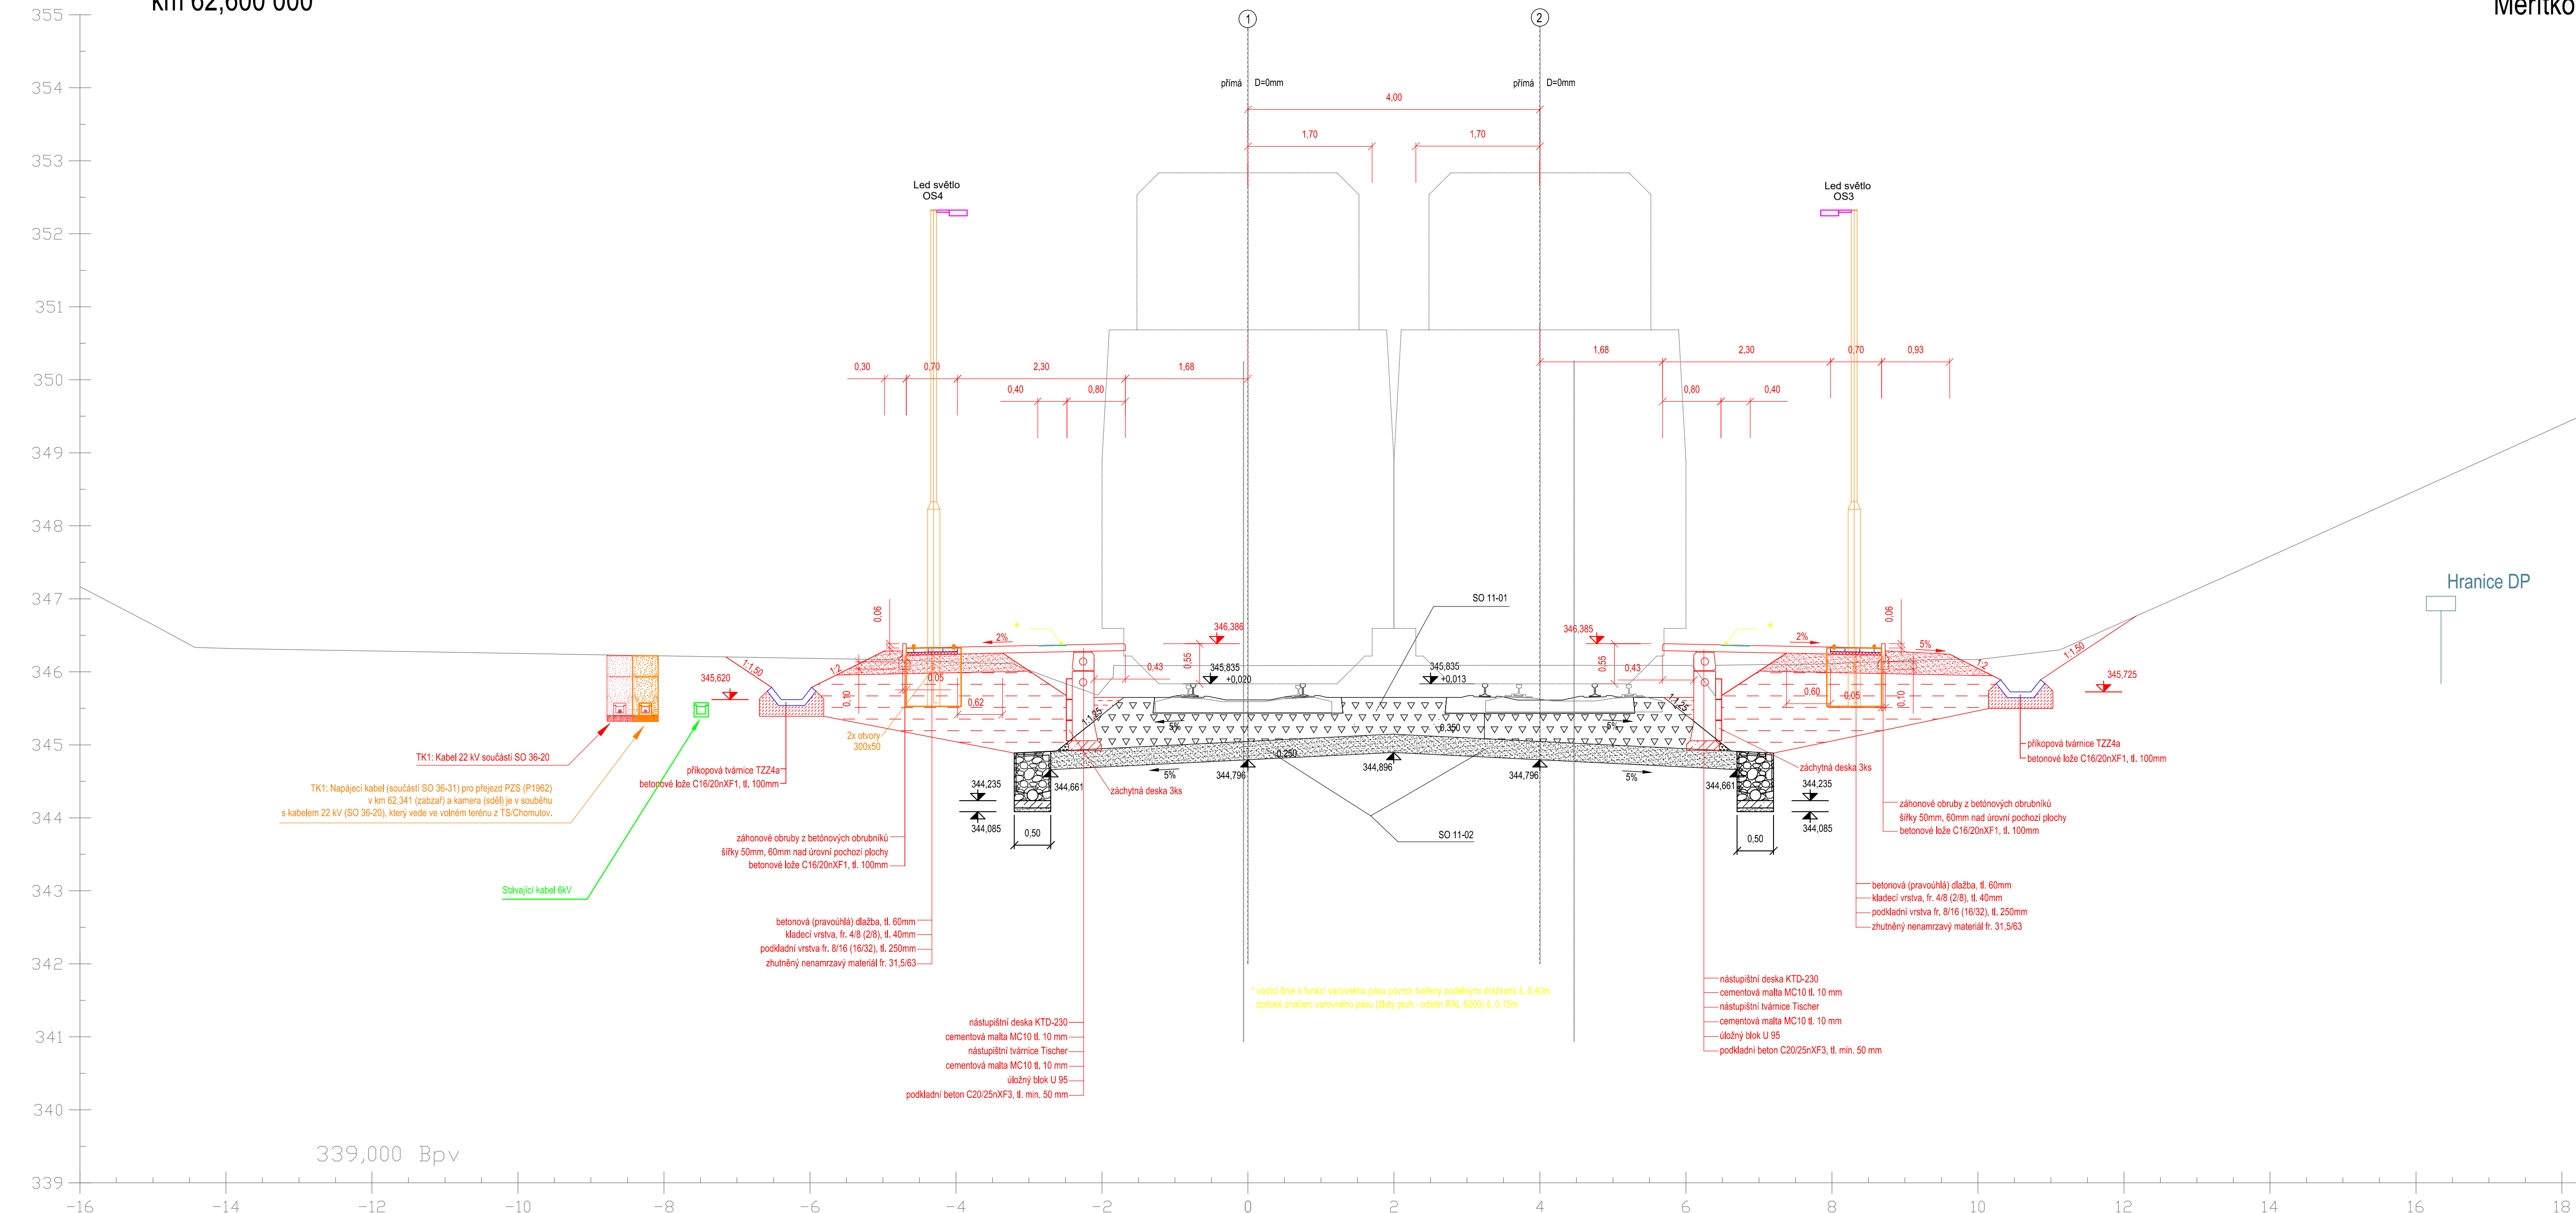 km 62,600 000
Měřítko
355
354
353
352
351
350
349
348
347
346
345
344
343
342
341
340
339
1
2
přímá
D=0mm
přímá
D=0mm
4,00
1,70
1,70
Led světlo
OS4
Led světlo
OS3
0,30
0,70
2,30
1,68
0,40
0,80
1,68
2,30
0,70
0,93
0,80
0,40
Hranice DP
SO 11-01
0,06
2%
*
346,386
346,385
*
2%
0,06
5%
1:1,50
1:2
0,55
0,43
345,835
+0,020
345,835
+0,013
0,55
0,43
1:2
1:1,50
345,620
0,10
0,05
0,62
0,60
0,05
0,10
345,725
1:1,25
5%
0,350
5%
1:1,25
2x otvory
300x50
0,250
TK1: Kabel 22 kV součástí SO 36-20
příkopová tvárnice TZZ4a
betonové lože C16/20nXF1, tl. 100mm
5%
344,796
344,896
344,796
5%
příkopová tvárnice TZZ4a
betonové lože C16/20nXF1, tl. 100mm
344,235
344,661
záchytná deska 3ks
344,661
záchytná deska 3ks
344,235
TK1: Napájecí kabel (součástí SO 36-31) pro přejezd PZS (P1962)
v km 62,341 (zabzař) a kamera (sděl) je v souběhu
s kabelem 22 kV (SO 36-20), který vede ve volném terénu z TS/Chomutov.
344,085
0,50
SO 11-02
344,085
0,50
záhonové obruby z betónových obrubníků
šířky 50mm, 60mm nad úrovní pochozí plochy
betonové lože C16/20nXF1, tl. 100mm
záhonové obruby z betónových obrubníků
šířky 50mm, 60mm nad úrovní pochozí plochy
betonové lože C16/20nXF1, tl. 100mm
Stávající kabel 6kV
betonová (pravoúhlá) dlažba, tl. 60mm
kladecí vrstva, fr. 4/8 (2/8), tl. 40mm
podkladní vrstva fr. 8/16 (16/32), tl. 250mm
zhutněný nenamrzavý materiál fr. 31,5/63
betonová (pravoúhlá) dlažba, tl. 60mm
kladecí vrstva, fr. 4/8 (2/8), tl. 40mm
podkladní vrstva fr. 8/16 (16/32), tl. 250mm
zhutněný nenamrzavý materiál fr. 31,5/63
* vodící linie s funkcí varovného pásu
nástupištní deska KTD-230
cementová malta MC10 tl. 10 mm
nástupištní tvárnice Tischer
cementová malta MC10 tl. 10 mm
úložný blok U 95
podkladní beton C20/25nXF3, tl. min. 50 mm
nástupištní deska KTD-230
cementová malta MC10 tl. 10 mm
nástupištní tvárnice Tischer
cementová malta MC10 tl. 10 mm
úložný blok U 95
podkladní beton C20/25nXF3, tl. min. 50 mm
339,000 Bpv
-16
-14
-12
-10
-8
-6
-4
-2
0
2
4
6
8
10
12
14
16
18